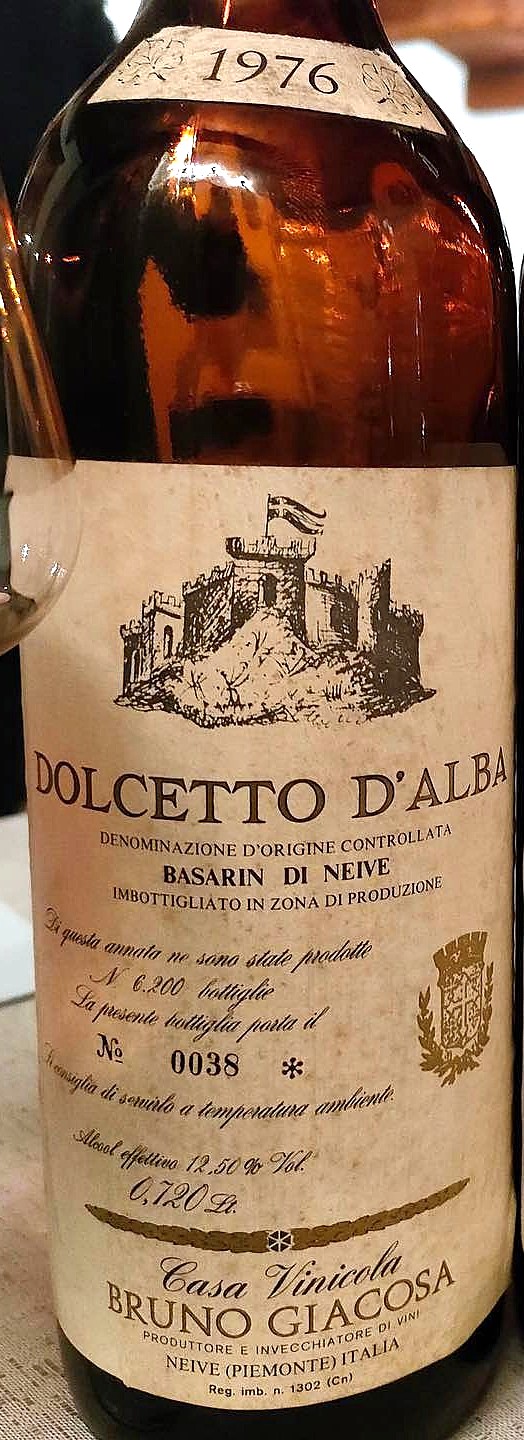 1976
DOLCETTO D'ALBA
DENOMINAZIONE D'ORIGINE CONTROLLATA
BASARIN DI NEIVE
IMBOTTIGLIATO IN ZONA DI PRODUZIONE
Di questa annata ne sono state prodotte
N. 6.200 bottiglie
La presente bottiglia porta il
No 0038 *
Si consiglia di servirlo a temperatura ambiente.
Alcool effettivo 12,50 % Vol.
0,720 Lt.
Casa Vinicola
BRUNO GIACOSA
PRODUTTORE E INVECCHIATORE DI VINI
NEIVE (PIEMONTE) ITALIA
Reg. imb. n. 1302 (Cn)